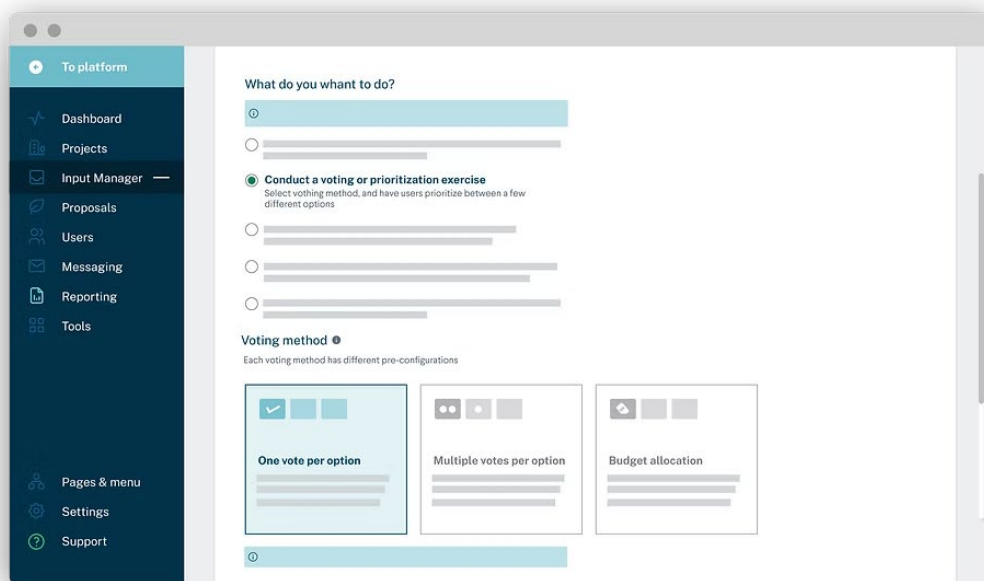 To platform
Dashboard
Projects
Input Manager
Proposals
Users
Messaging
Reporting
Tools
Pages & menu
Settings
Support
What do you whant to do?
Conduct a voting or prioritization exercise
Select vothing method, and have users prioritize between a few
different options
Voting method
Each voting method has different pre-configurations
One vote per option
Multiple votes per option
Budget allocation